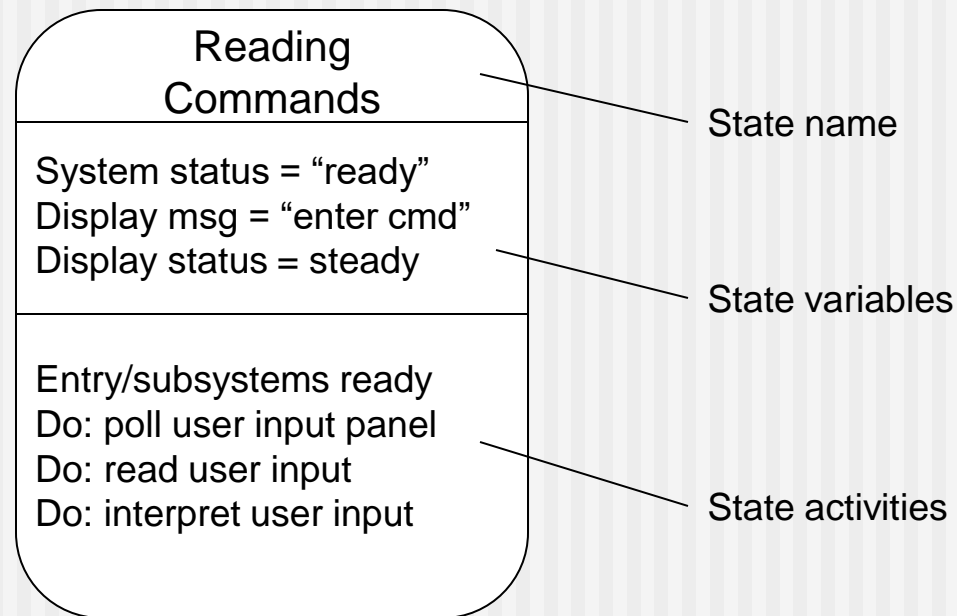 Reading
Commands
State name
System status = “ready”
Display msg = “enter cmd”
Display status = steady
State variables
Entry/subsystems ready
Do: poll user input panel
Do: read user input
Do: interpret user input
State activities